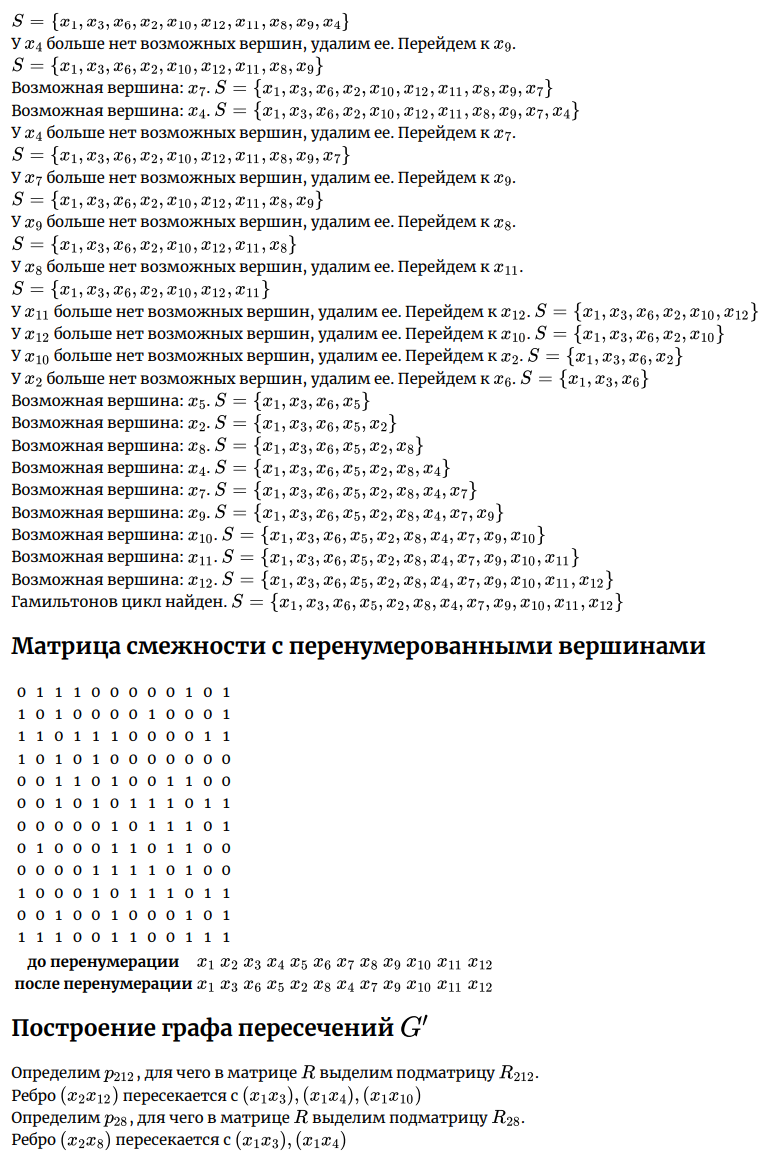 S = {x₁, x₃, x₆, x₂, x₁₀, x₁₂, x₁₁, x₈, x₉, x₄}
У x₄ больше нет возможных вершин, удалим ее. Перейдем к x₉.
S = {x₁, x₃, x₆, x₂, x₁₀, x₁₂, x₁₁, x₈, x₉}
Возможная вершина: x₇. S = {x₁, x₃, x₆, x₂, x₁₀, x₁₂, x₁₁, x₈, x₉, x₇}
Возможная вершина: x₄. S = {x₁, x₃, x₆, x₂, x₁₀, x₁₂, x₁₁, x₈, x₉, x₇, x₄}
У x₄ больше нет возможных вершин, удалим ее. Перейдем к x₇.
S = {x₁, x₃, x₆, x₂, x₁₀, x₁₂, x₁₁, x₈, x₉, x₇}
У x₇ больше нет возможных вершин, удалим ее. Перейдем к x₉.
S = {x₁, x₃, x₆, x₂, x₁₀, x₁₂, x₁₁, x₈, x₉}
У x₉ больше нет возможных вершин, удалим ее. Перейдем к x₈.
S = {x₁, x₃, x₆, x₂, x₁₀, x₁₂, x₁₁, x₈}
У x₈ больше нет возможных вершин, удалим ее. Перейдем к x₁₁.
S = {x₁, x₃, x₆, x₂, x₁₀, x₁₂, x₁₁}
У x₁₁ больше нет возможных вершин, удалим ее. Перейдем к x₁₂. S = {x₁, x₃, x₆, x₂, x₁₀, x₁₂}
У x₁₂ больше нет возможных вершин, удалим ее. Перейдем к x₁₀. S = {x₁, x₃, x₆, x₂, x₁₀}
У x₁₀ больше нет возможных вершин, удалим ее. Перейдем к x₂. S = {x₁, x₃, x₆, x₂}
У x₂ больше нет возможных вершин, удалим ее. Перейдем к x₆. S = {x₁, x₃, x₆}
Возможная вершина: x₅. S = {x₁, x₃, x₆, x₅}
Возможная вершина: x₂. S = {x₁, x₃, x₆, x₅, x₂}
Возможная вершина: x₈. S = {x₁, x₃, x₆, x₅, x₂, x₈}
Возможная вершина: x₄. S = {x₁, x₃, x₆, x₅, x₂, x₈, x₄}
Возможная вершина: x₇. S = {x₁, x₃, x₆, x₅, x₂, x₈, x₄, x₇}
Возможная вершина: x₉. S = {x₁, x₃, x₆, x₅, x₂, x₈, x₄, x₇, x₉}
Возможная вершина: x₁₀. S = {x₁, x₃, x₆, x₅, x₂, x₈, x₄, x₇, x₉, x₁₀}
Возможная вершина: x₁₁. S = {x₁, x₃, x₆, x₅, x₂, x₈, x₄, x₇, x₉, x₁₀, x₁₁}
Возможная вершина: x₁₂. S = {x₁, x₃, x₆, x₅, x₂, x₈, x₄, x₇, x₉, x₁₀, x₁₁, x₁₂}
Гамильтонов цикл найден. S = {x₁, x₃, x₆, x₅, x₂, x₈, x₄, x₇, x₉, x₁₀, x₁₁, x₁₂}
Матрица смежности с перенумерованными вершинами
0 1 1 1 0 0 0 0 0 1 0 1
1 0 1 0 0 0 0 1 0 0 0 1
1 1 0 1 1 1 0 0 0 0 1 1
1 0 1 0 1 0 0 0 0 0 0 0
0 0 1 1 0 1 0 0 1 1 0 0
0 0 1 0 1 0 1 1 1 0 1 1
0 0 0 0 0 1 0 1 1 1 0 1
0 1 0 0 0 1 1 0 1 1 0 0
0 0 0 0 1 1 1 1 0 1 0 0
1 0 0 0 1 0 1 1 1 0 1 1
0 0 1 0 0 1 0 0 0 1 0 1
1 1 1 0 0 1 1 0 0 1 1 1
до перенумерации x₁ x₂ x₃ x₄ x₅ x₆ x₇ x₈ x₉ x₁₀ x₁₁ x₁₂
после перенумерации x₁ x₃ x₆ x₅ x₂ x₈ x₄ x₇ x₉ x₁₀ x₁₁ x₁₂
Построение графа пересечений G′
Определим p₂₁₂, для чего в матрице R выделим подматрицу R₂₁₂.
Ребро (x₂x₁₂) пересекается с (x₁x₃), (x₁x₄), (x₁x₁₀)
Определим p₂₈, для чего в матрице R выделим подматрицу R₂₈.
Ребро (x₂x₈) пересекается с (x₁x₃), (x₁x₄)